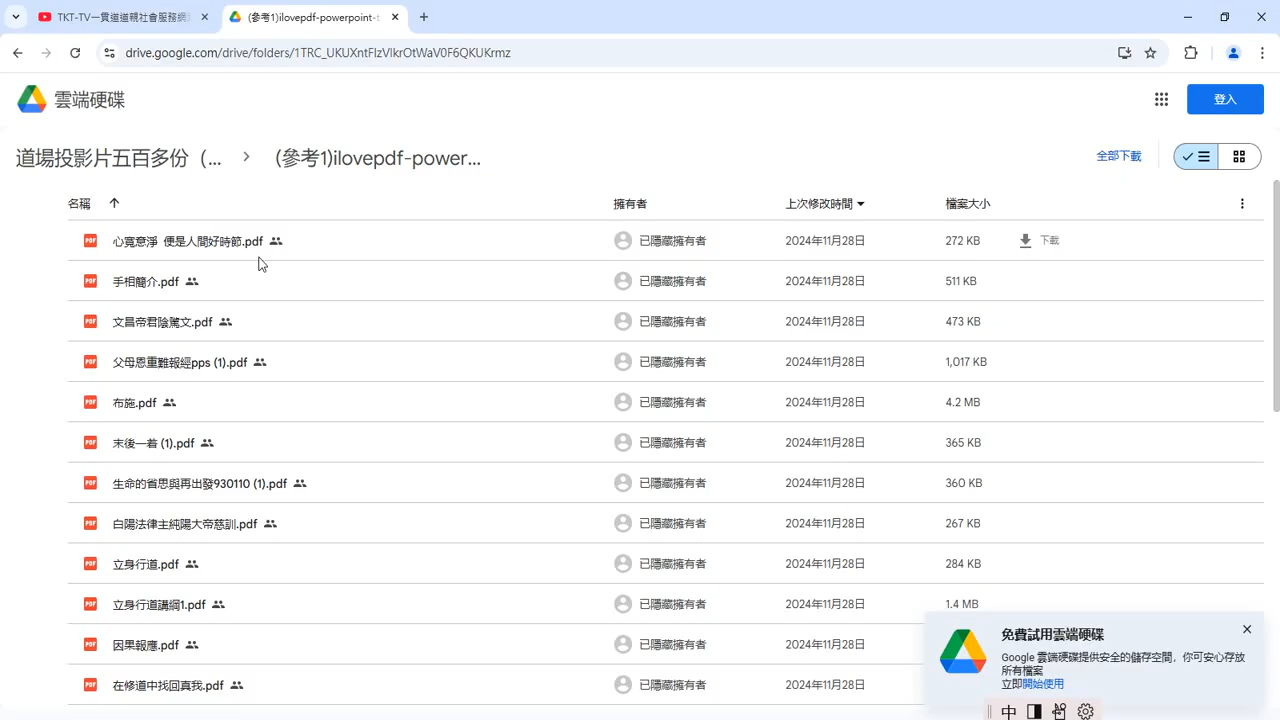 TKT-TV一貫道崇德社會服務網
(參考1)ilovepdf-powerpoint-t
drive.google.com/drive/folders/1TRC_UKUXntFIzVIkrOtWaV0F6QKUKrmz
雲端硬碟
登入
道場投影片五百多份（... > （參考1)ilovepdf-power...
全部下載
名稱 擁有者 上次修改時間 檔案大小
心寬意淨 便是人間好時節.pdf 已隱藏擁有者 2024年11月28日 272 KB 下載
手相簡介.pdf 已隱藏擁有者 2024年11月28日 511 KB
文昌帝君陰騭文.pdf 已隱藏擁有者 2024年11月28日 473 KB
父母恩重難報經pps (1).pdf 已隱藏擁有者 2024年11月28日 1,017 KB
布施.pdf 已隱藏擁有者 2024年11月28日 4.2 MB
末後一着 (1).pdf 已隱藏擁有者 2024年11月28日 365 KB
生命的省思與再出發930110 (1).pdf 已隱藏擁有者 2024年11月28日 360 KB
白陽法律主純陽大帝慈訓.pdf 已隱藏擁有者 2024年11月28日 267 KB
立身行道.pdf 已隱藏擁有者 2024年11月28日 284 KB
立身行道講綱1.pdf 已隱藏擁有者 2024年11月28日 1.4 MB
因果報應.pdf 已隱藏擁有者 2024年11月28日
在修道中找回真我.pdf 已隱藏擁有者 2024年11月28日
免費試用雲端硬碟
Google 雲端硬碟提供安全的儲存空間，你可安心存放
所有檔案
立即開始使用
中